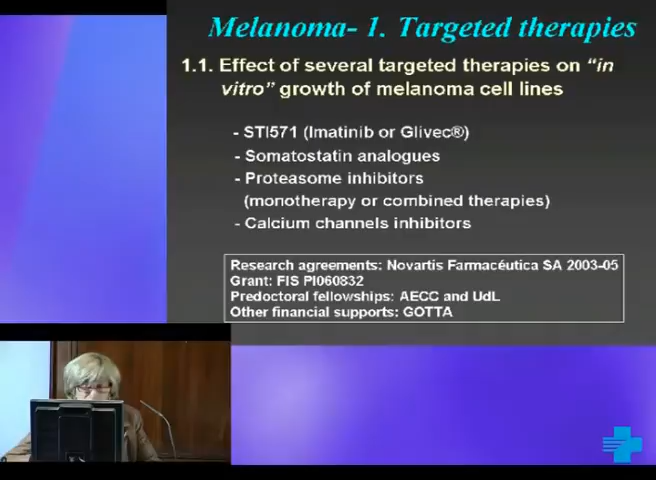 Melanoma- 1. Targeted therapies
1.1. Effect of several targeted therapies on “in
vitro” growth of melanoma cell lines
- STI571 (Imatinib or Glivec®)
- Somatostatin analogues
- Proteasome inhibitors
(monotherapy or combined therapies)
- Calcium channels inhibitors
Research agreements: Novartis Farmacéutica SA 2003-05
Grant: FIS PI060832
Predoctoral fellowships: AECC and UdL
Other financial supports: GOTTA